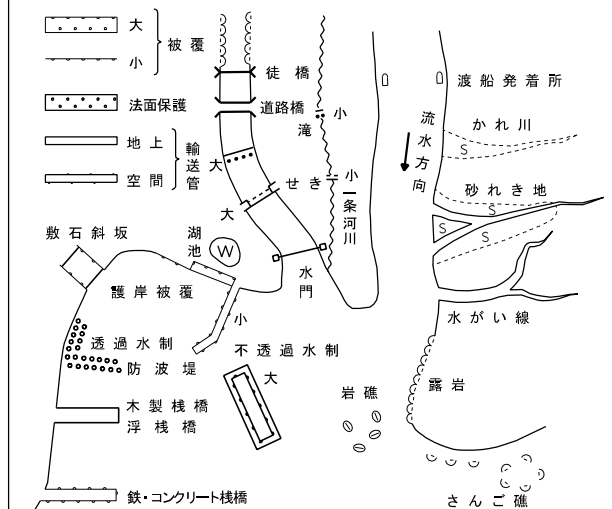 大
小
被覆
法面保護
地上
空間
輸送管
徒橋
道路橋
大
滝
小
せき
小
大
一条河川
水門
渡船発着所
流水方向
かれ川
S
砂れき地
S
S
水がい線
敷石斜坂
湖池
W
護岸被覆
小
透過水制
防波堤
不透過水制
大
木製桟橋
浮桟橋
鉄・コンクリート桟橋
岩礁
露岩
さんご礁